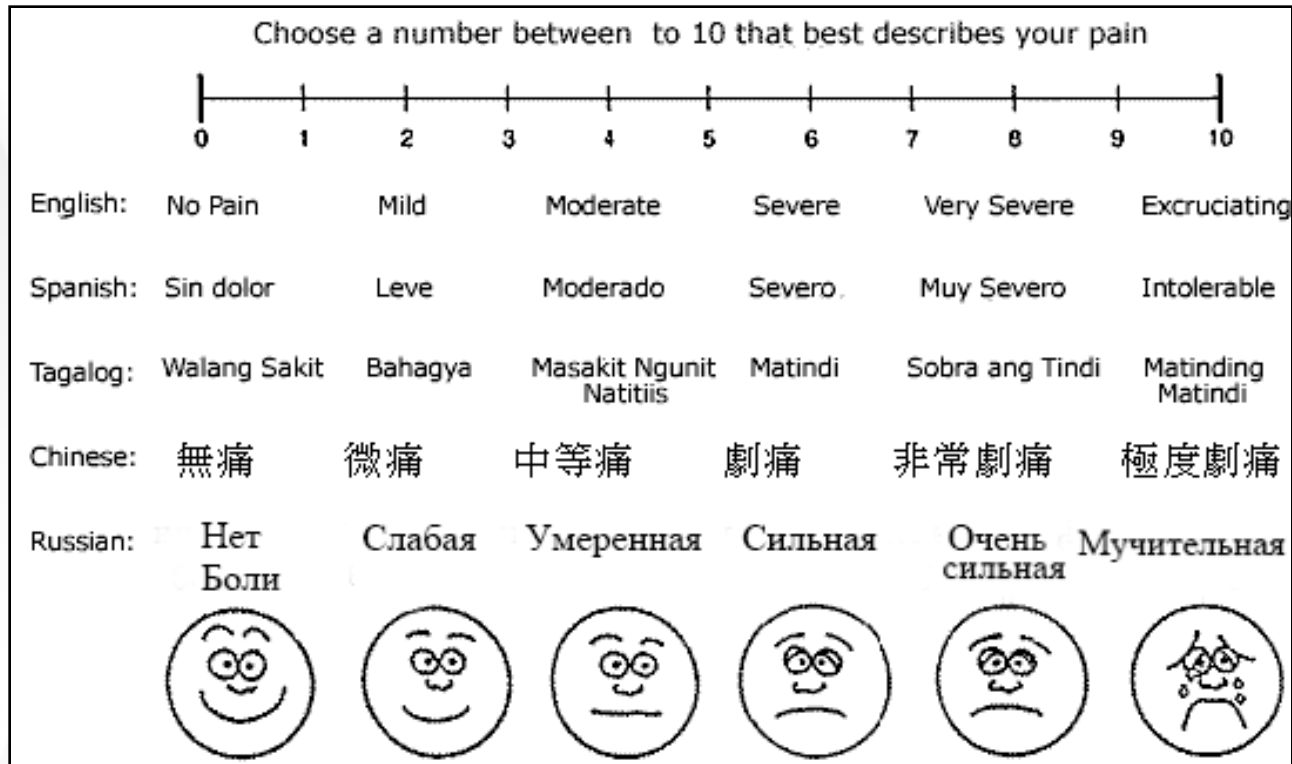 Choose a number between  to 10 that best describes your pain
0 1 2 3 4 5 6 7 8 9 10
English: No Pain Mild Moderate Severe Very Severe Excruciating
Spanish: Sin dolor Leve Moderado Severo Muy Severo Intolerable
Tagalog: Walang Sakit Bahagya Masakit Ngunit Natitiis Matindi Sobra ang Tindi Matinding Matindi
Chinese: 無痛 微痛 中等痛 劇痛 非常劇痛 極度劇痛
Russian: Нет Боли Слабая Умеренная Сильная Очень сильная Мучительная